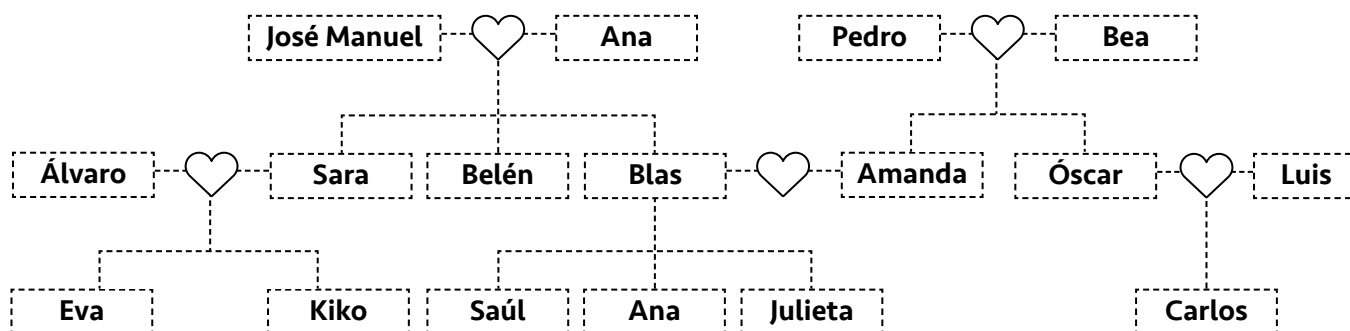 José Manuel Ana Pedro Bea
Álvaro Sara Belén Blas Amanda Óscar Luis
Eva Kiko Saúl Ana Julieta Carlos